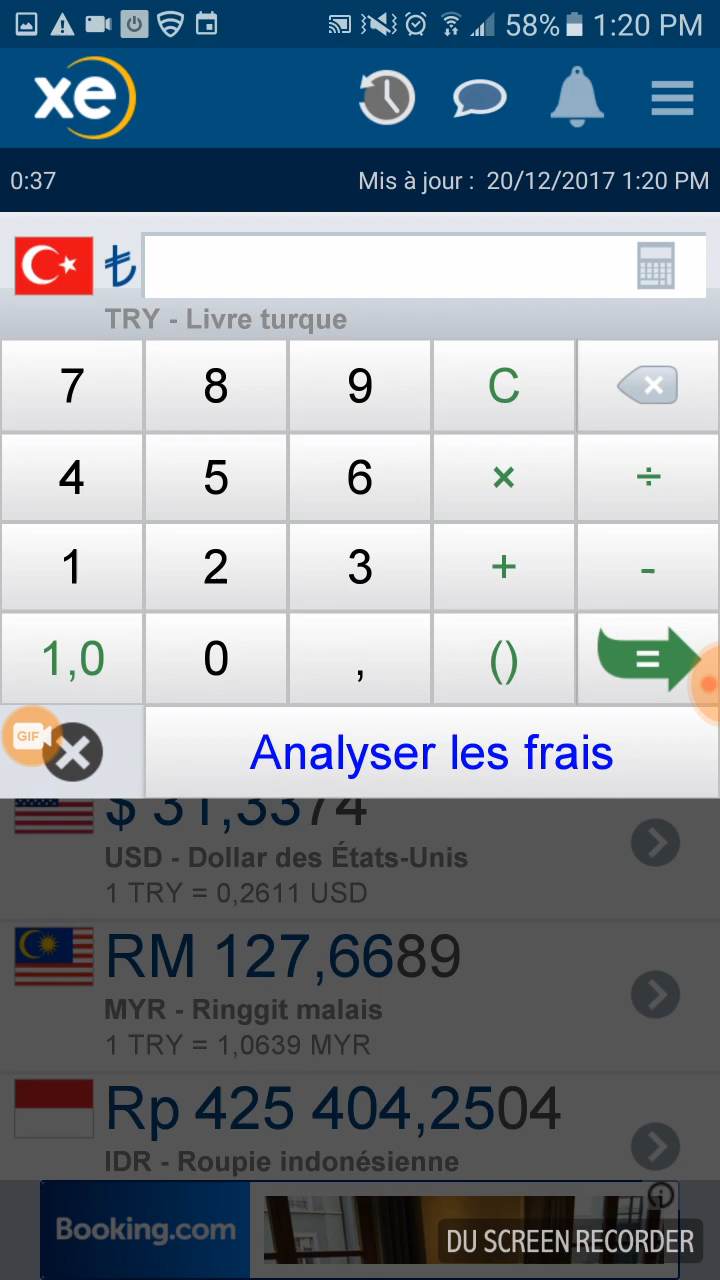 58% 1:20 PM
xe
0:37 Mis à jour : 20/12/2017 1:20 PM
₺
TRY - Livre turque
7 8 9 C
4 5 6 × ÷
1 2 3 + -
1,0 0 , () =
GIF
Analyser les frais
$ 31,3374
USD - Dollar des États-Unis
1 TRY = 0,2611 USD
RM 127,6689
MYR - Ringgit malais
1 TRY = 1,0639 MYR
Rp 425 404,2504
IDR - Roupie indonésienne
Booking.com
DU SCREEN RECORDER